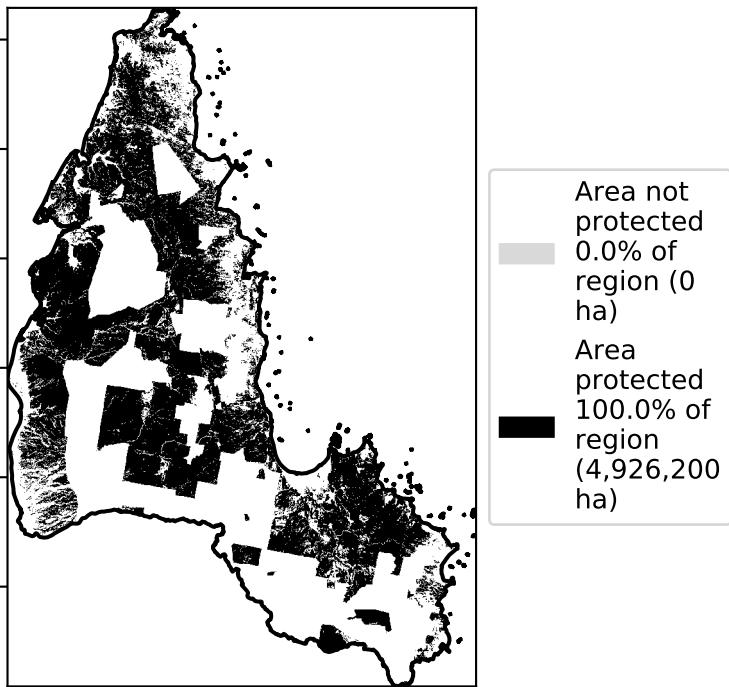 Area not
protected
0.0% of
region (0
ha)
Area
protected
100.0% of
region
(4,926,200
ha)